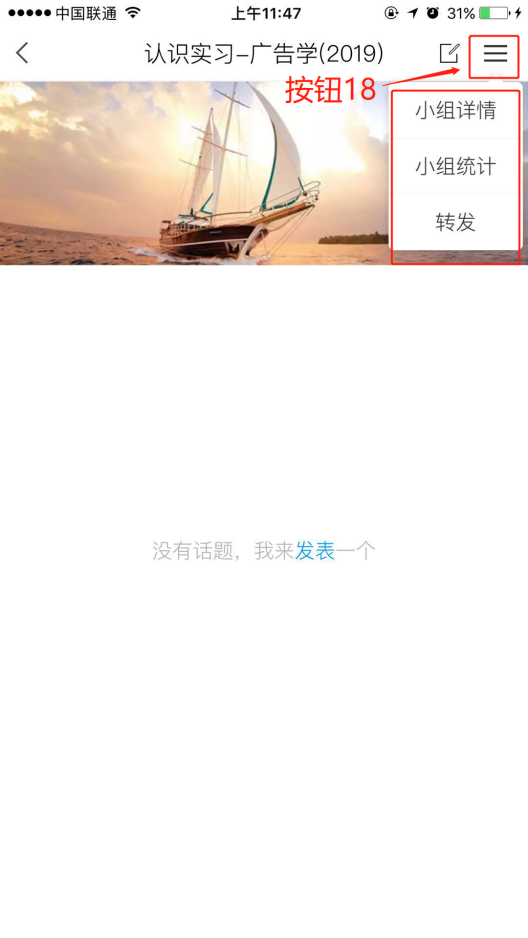 中国联通 上午11:47 31%
认识实习-广告学(2019)
按钮18
小组详情
小组统计
转发
没有话题，我来发表一个